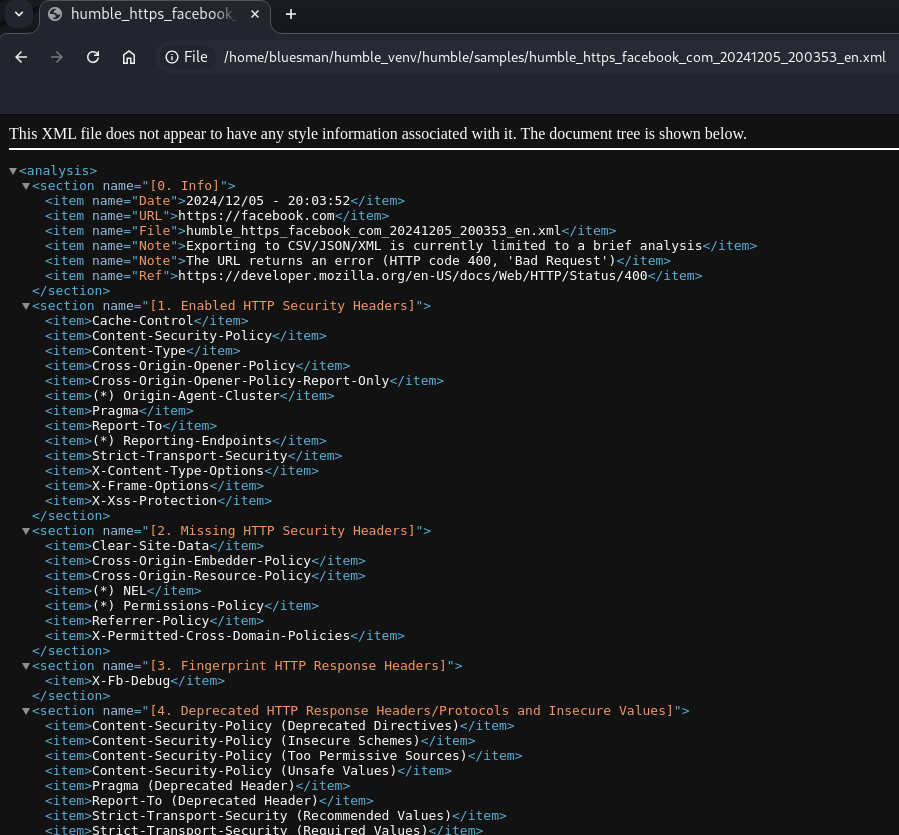 humble_https_facebook_
File /home/bluesman/humble_venv/humble/samples/humble_https_facebook_com_20241205_200353_en.xml
This XML file does not appear to have any style information associated with it. The document tree is shown below.
▼<analysis>
▼<section name="[0. Info]">
<item name="Date">2024/12/05 - 20:03:52</item>
<item name="URL">https://facebook.com</item>
<item name="File">humble_https_facebook_com_20241205_200353_en.xml</item>
<item name="Note">Exporting to CSV/JSON/XML is currently limited to a brief analysis</item>
<item name="Note">The URL returns an error (HTTP code 400, 'Bad Request')</item>
<item name="Ref">https://developer.mozilla.org/en-US/docs/Web/HTTP/Status/400</item>
</section>
▼<section name="[1. Enabled HTTP Security Headers]">
<item>Cache-Control</item>
<item>Content-Security-Policy</item>
<item>Content-Type</item>
<item>Cross-Origin-Opener-Policy</item>
<item>Cross-Origin-Opener-Policy-Report-Only</item>
<item>(*) Origin-Agent-Cluster</item>
<item>Pragma</item>
<item>Report-To</item>
<item>(*) Reporting-Endpoints</item>
<item>Strict-Transport-Security</item>
<item>X-Content-Type-Options</item>
<item>X-Frame-Options</item>
<item>X-Xss-Protection</item>
</section>
▼<section name="[2. Missing HTTP Security Headers]">
<item>Clear-Site-Data</item>
<item>Cross-Origin-Embedder-Policy</item>
<item>Cross-Origin-Resource-Policy</item>
<item>(*) NEL</item>
<item>(*) Permissions-Policy</item>
<item>Referrer-Policy</item>
<item>X-Permitted-Cross-Domain-Policies</item>
</section>
▼<section name="[3. Fingerprint HTTP Response Headers]">
<item>X-Fb-Debug</item>
</section>
▼<section name="[4. Deprecated HTTP Response Headers/Protocols and Insecure Values]">
<item>Content-Security-Policy (Deprecated Directives)</item>
<item>Content-Security-Policy (Insecure Schemes)</item>
<item>Content-Security-Policy (Too Permissive Sources)</item>
<item>Content-Security-Policy (Unsafe Values)</item>
<item>Pragma (Deprecated Header)</item>
<item>Report-To (Deprecated Header)</item>
<item>Strict-Transport-Security (Recommended Values)</item>
<item>Strict-Transport-Security (Required Values)</item>